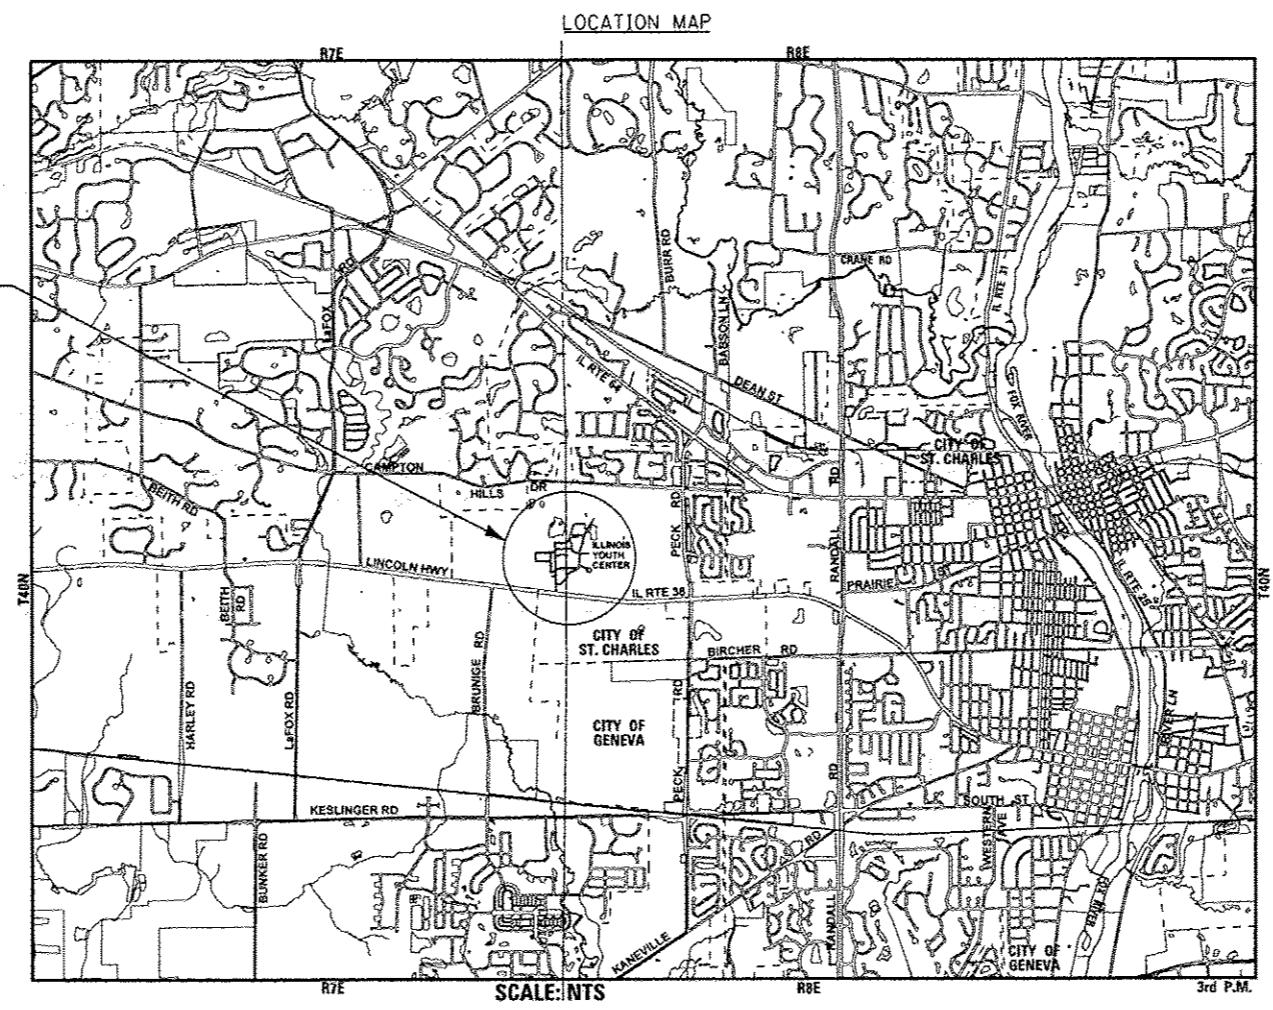 LOCATION MAP
R7E
R8E
BURR RD
CRANE RD
IL RTE 31
RD
LaFOX
BABSON LN
IL RTE 64
DEAN ST
FOX RIVER
CITY OF
ST. CHARLES
CAMPTON
HILLS DR
BEITH RD
PECK RD
RANDALL RD
ILLINOIS
YOUTH
CENTER
LINCOLN HWY
IL RTE 38
PRAIRIE ST
IL RTE 25
T40N
T40N
BEITH
RD
CITY OF
ST. CHARLES
BIRCHER RD
BRUNIGE RD
HARLEY RD
LaFOX RD
CITY OF
GENEVA
PECK RD
RD
RIVER LN
KESLINGER RD
SOUTH ST
WESTERN
AVE
BUNKER RD
KANEVILLE RD
RANDALL
FOX RIVER
CITY OF
GENEVA
R7E
SCALE: NTS
R8E
3rd P.M.